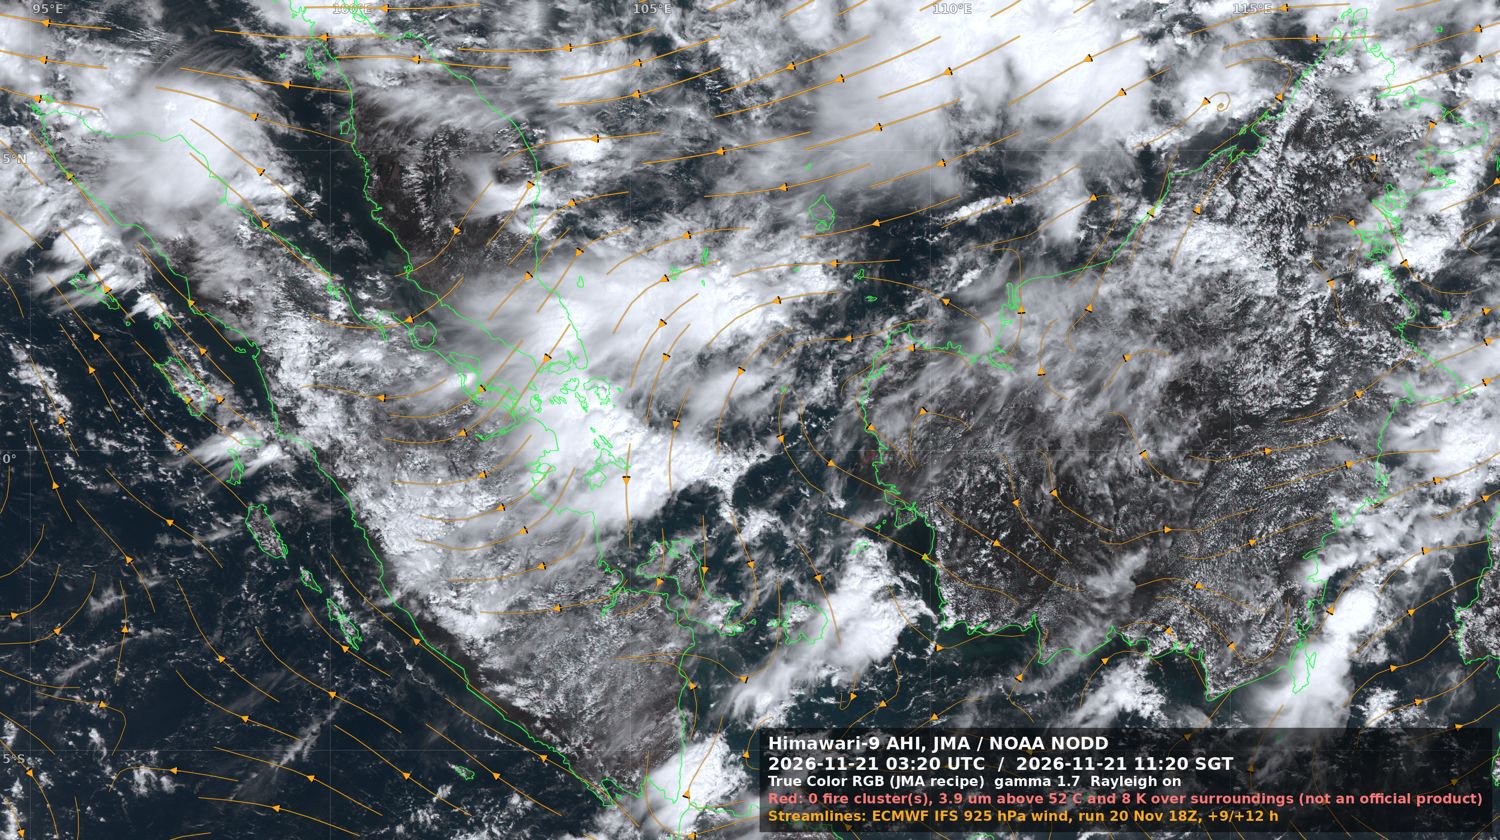 95°E 100°E 105°E 110°E 115°E
5°N
0°
5°S
Himawari-9 AHI, JMA / NOAA NODD
2026-11-21 03:20 UTC / 2026-11-21 11:20 SGT
True Color RGB (JMA recipe) gamma 1.7 Rayleigh on
Red: 0 fire cluster(s), 3.9 um above 52 C and 8 K over surroundings (not an official product)
Streamlines: ECMWF IFS 925 hPa wind, run 20 Nov 18Z, +9/+12 h